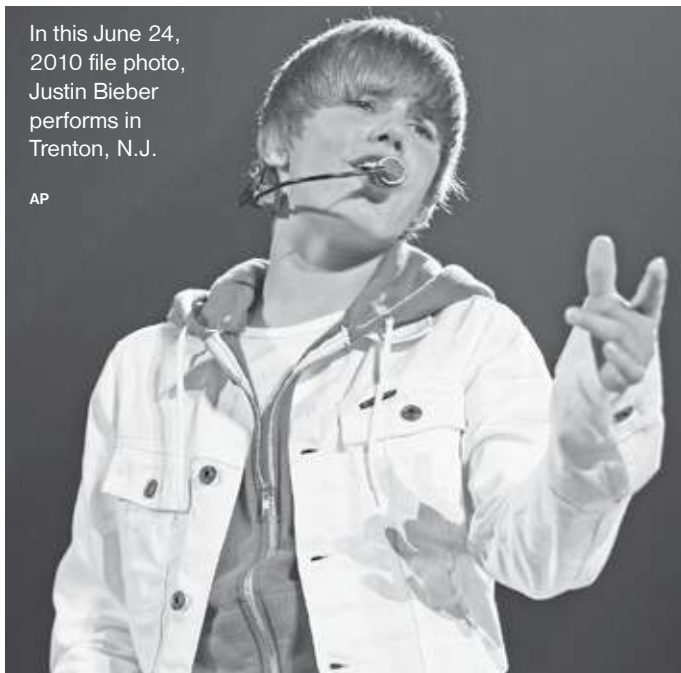 In this June 24,
2010 file photo,
Justin Bieber
performs in
Trenton, N.J.
AP